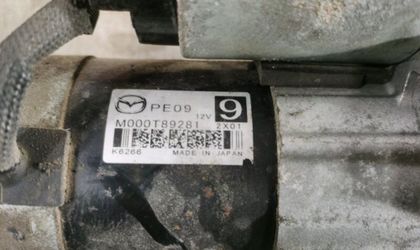 PE09
12V
9
M000T89281 2X01
K6266 MADE IN JAPAN